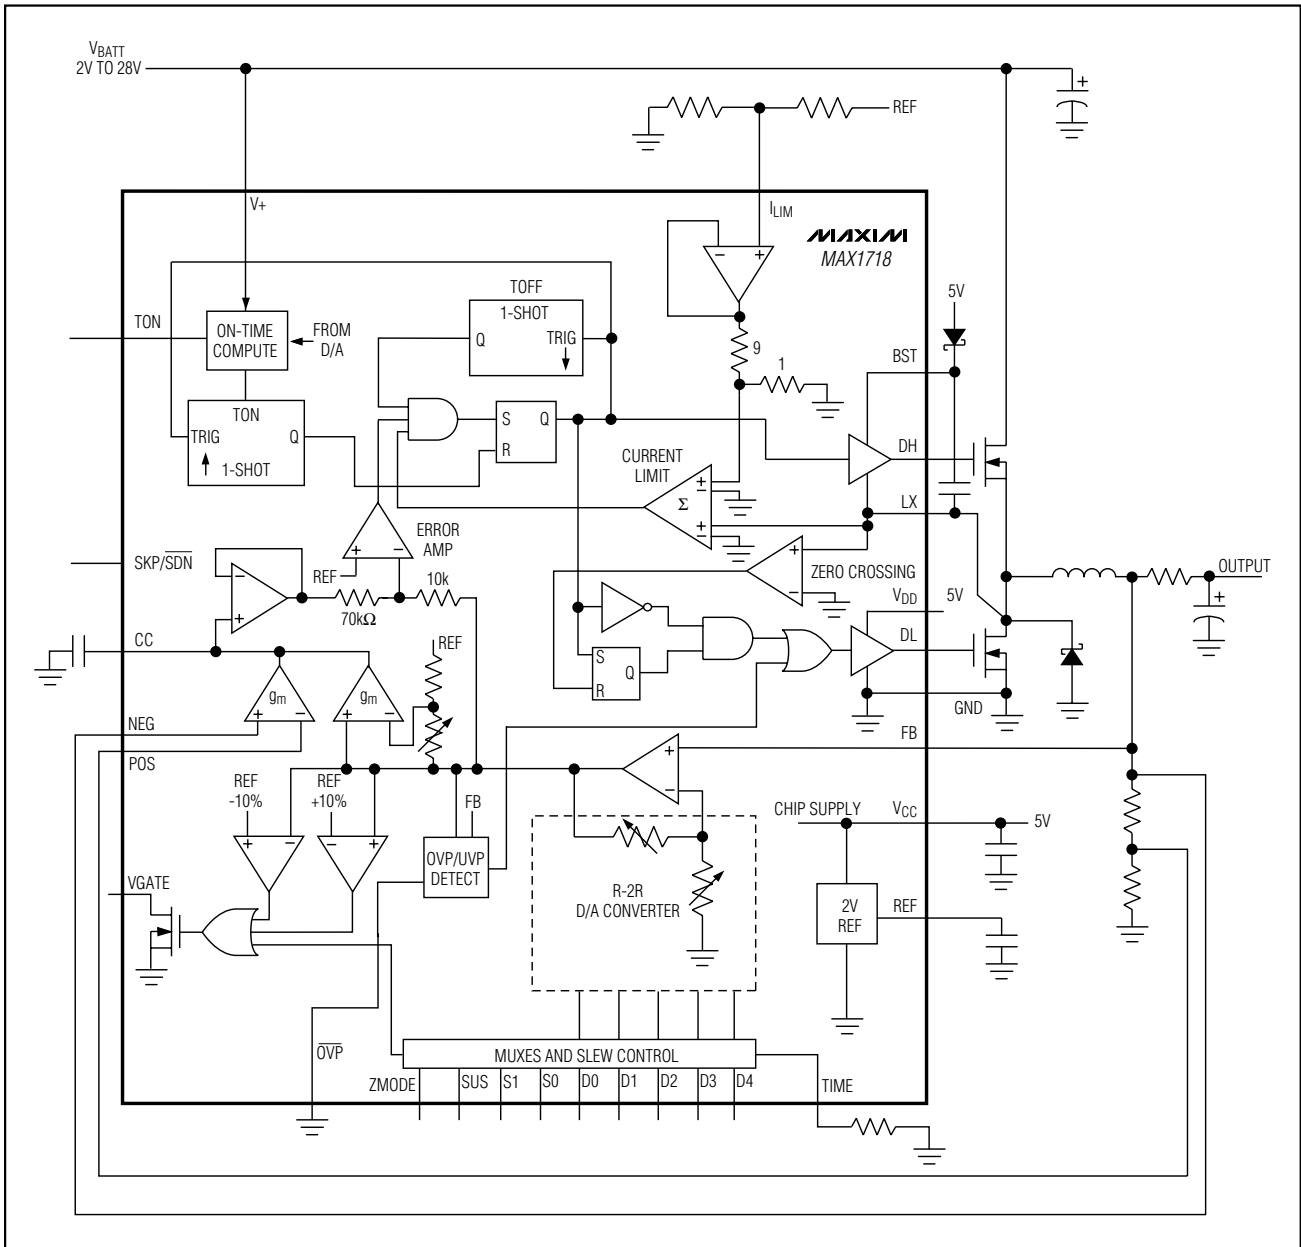 VBATT
2V TO 28V
REF
V+
ILIM
MAXIM
MAX1718
TOFF
1-SHOT
Q
TRIG
5V
TON
ON-TIME
COMPUTE
FROM
D/A
9
1
BST
TON
TRIG
Q
1-SHOT
S
Q
R
CURRENT
LIMIT
+
−
Σ
+
−
DH
LX
ERROR
AMP
+
−
SKP/SDN
REF
10k
70kΩ
ZERO CROSSING
+
−
OUTPUT
+
VDD
5V
DL
CC
−
+
REF
S
Q
R
gm
gm
+
−
+
−
GND
NEG
POS
FB
REF
-10%
REF
+10%
FB
+
−
CHIP SUPPLY
VCC
5V
+
−
−
+
OVP/UVP
DETECT
VGATE
R-2R
D/A CONVERTER
2V
REF
REF
OVP
MUXES AND SLEW CONTROL
ZMODE
SUS
S1
S0
D0
D1
D2
D3
D4
TIME